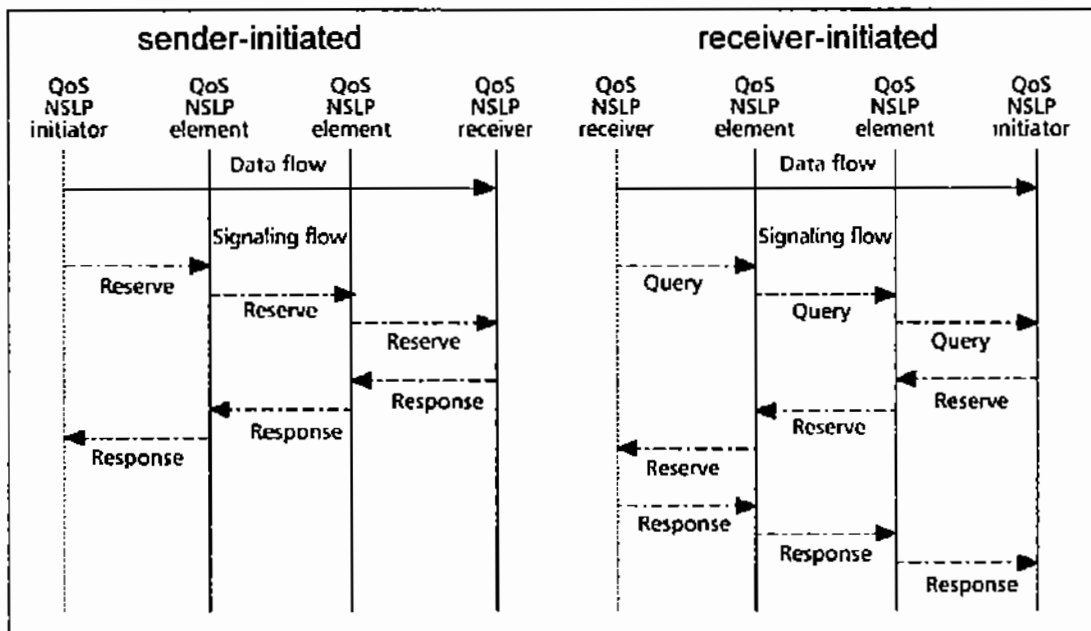 sender-initiated
receiver-initiated
QoS NSLP initiator
QoS NSLP element
QoS NSLP element
QoS NSLP receiver
QoS NSLP receiver
QoS NSLP element
QoS NSLP element
QoS NSLP initiator
Data flow
Data flow
Signaling flow
Signaling flow
Reserve
Query
Reserve
Query
Reserve
Query
Response
Reserve
Response
Reserve
Response
Reserve
Response
Response
Response